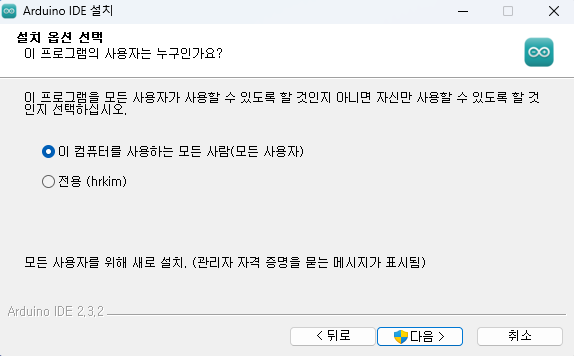 Arduino IDE 설치
설치 옵션 선택
이 프로그램의 사용자는 누구인가요?
이 프로그램을 모든 사용자가 사용할 수 있도록 할 것인지 아니면 자신만 사용할 수 있도록 할 것
인지 선택하십시오.
이 컴퓨터를 사용하는 모든 사람(모든 사용자)
전용 (hrkim)
모든 사용자를 위해 새로 설치. (관리자 자격 증명을 묻는 메시지가 표시됨)
Arduino IDE 2.3.2
< 뒤로
다음 >
취소